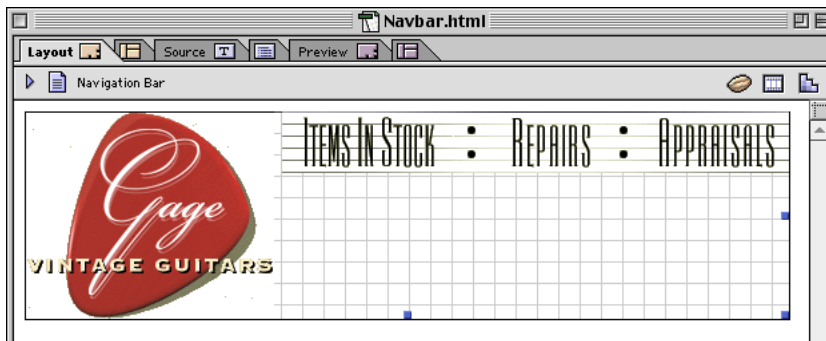 Navbar.html
Layout Source T Preview
Navigation Bar
Items In Stock : Repairs : Appraisals
Gage
VINTAGE GUITARS